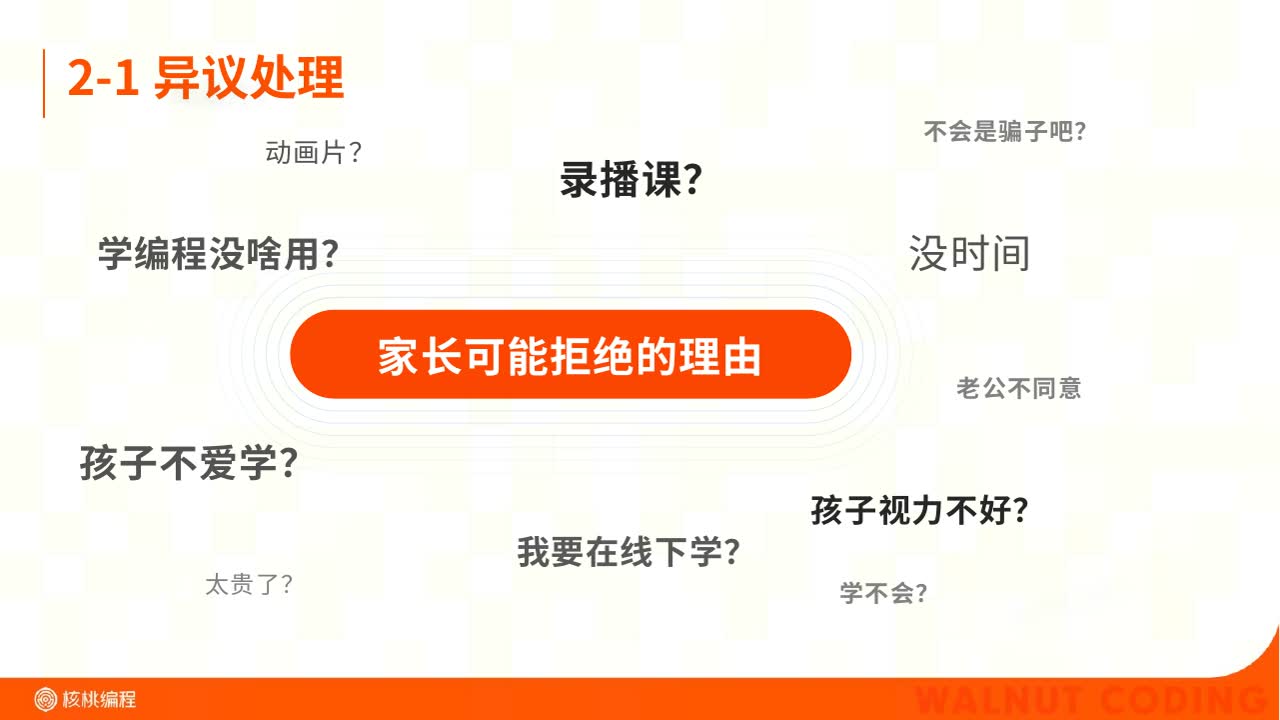 2-1 异议处理
不会是骗子吧?
动画片?
录播课?
学编程没啥用?
没时间
家长可能拒绝的理由
老公不同意
孩子不爱学?
孩子视力不好?
我要在线下学?
太贵了?
学不会?
核桃编程
WALNUT CODING